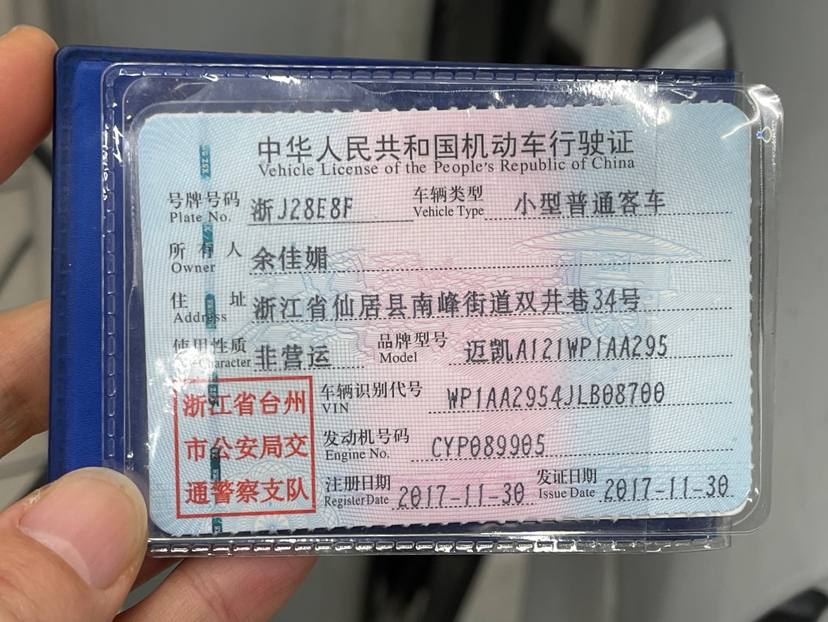 中华人民共和国机动车行驶证
Vehicle License of the People's Republic of China
号牌号码 浙J28E8F 车辆类型 小型普通客车
Plate No. Vehicle Type
所有人 余佳媚
Owner
住址 浙江省仙居县南峰街道双井巷34号
Address
使用性质 非营运 品牌型号 迈凯A121WP1AA295
Character Model
浙江省台州
市公安局交
通警察支队
车辆识别代号 WP1AA2954JLB08700
VIN
发动机号码 CYP089905
Engine No.
注册日期 2017-11-30 发证日期 2017-11-30
Register Date Issue Date